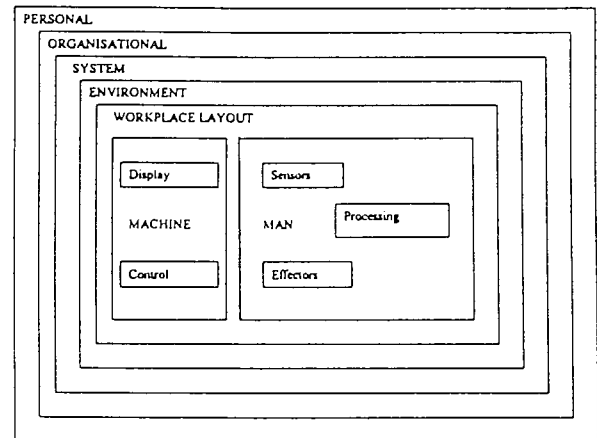 PERSONAL
ORGANISATIONAL
SYSTEM
ENVIRONMENT
WORKPLACE LAYOUT
Display
Sensors
Processing
MACHINE
MAN
Control
Effectors